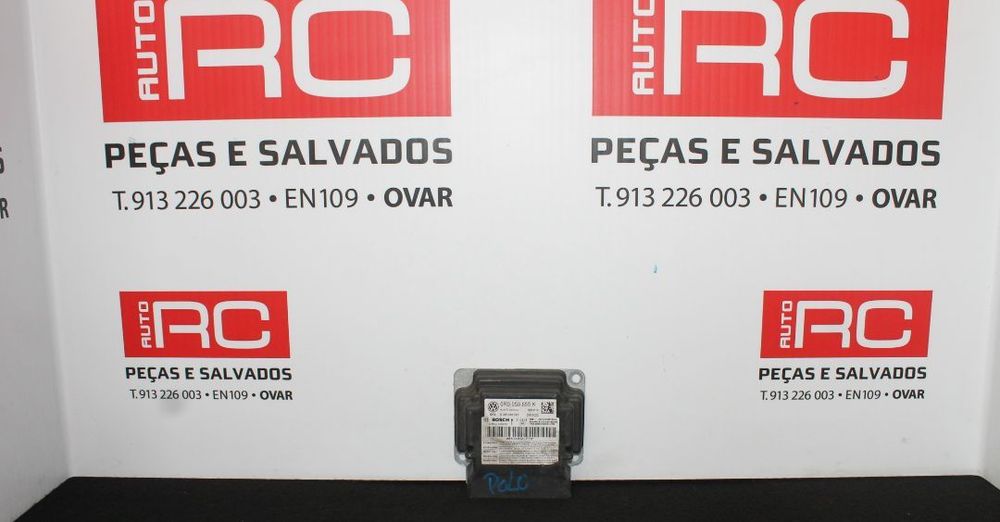 AUTO RC
PEÇAS E SALVADOS
T. 913 226 003 • EN109 • OVAR
AUTO RC
PEÇAS E SALVADOS
T. 913 226 003 • EN109 • OVAR
AUTO RC
PEÇAS E SALVADOS
T. 913 226 003 • EN109 • OVAR
AUTO RC
PEÇAS E SALVADOS
T. 913 226 003 • EN109 • OVAR
BOSCH
POLO